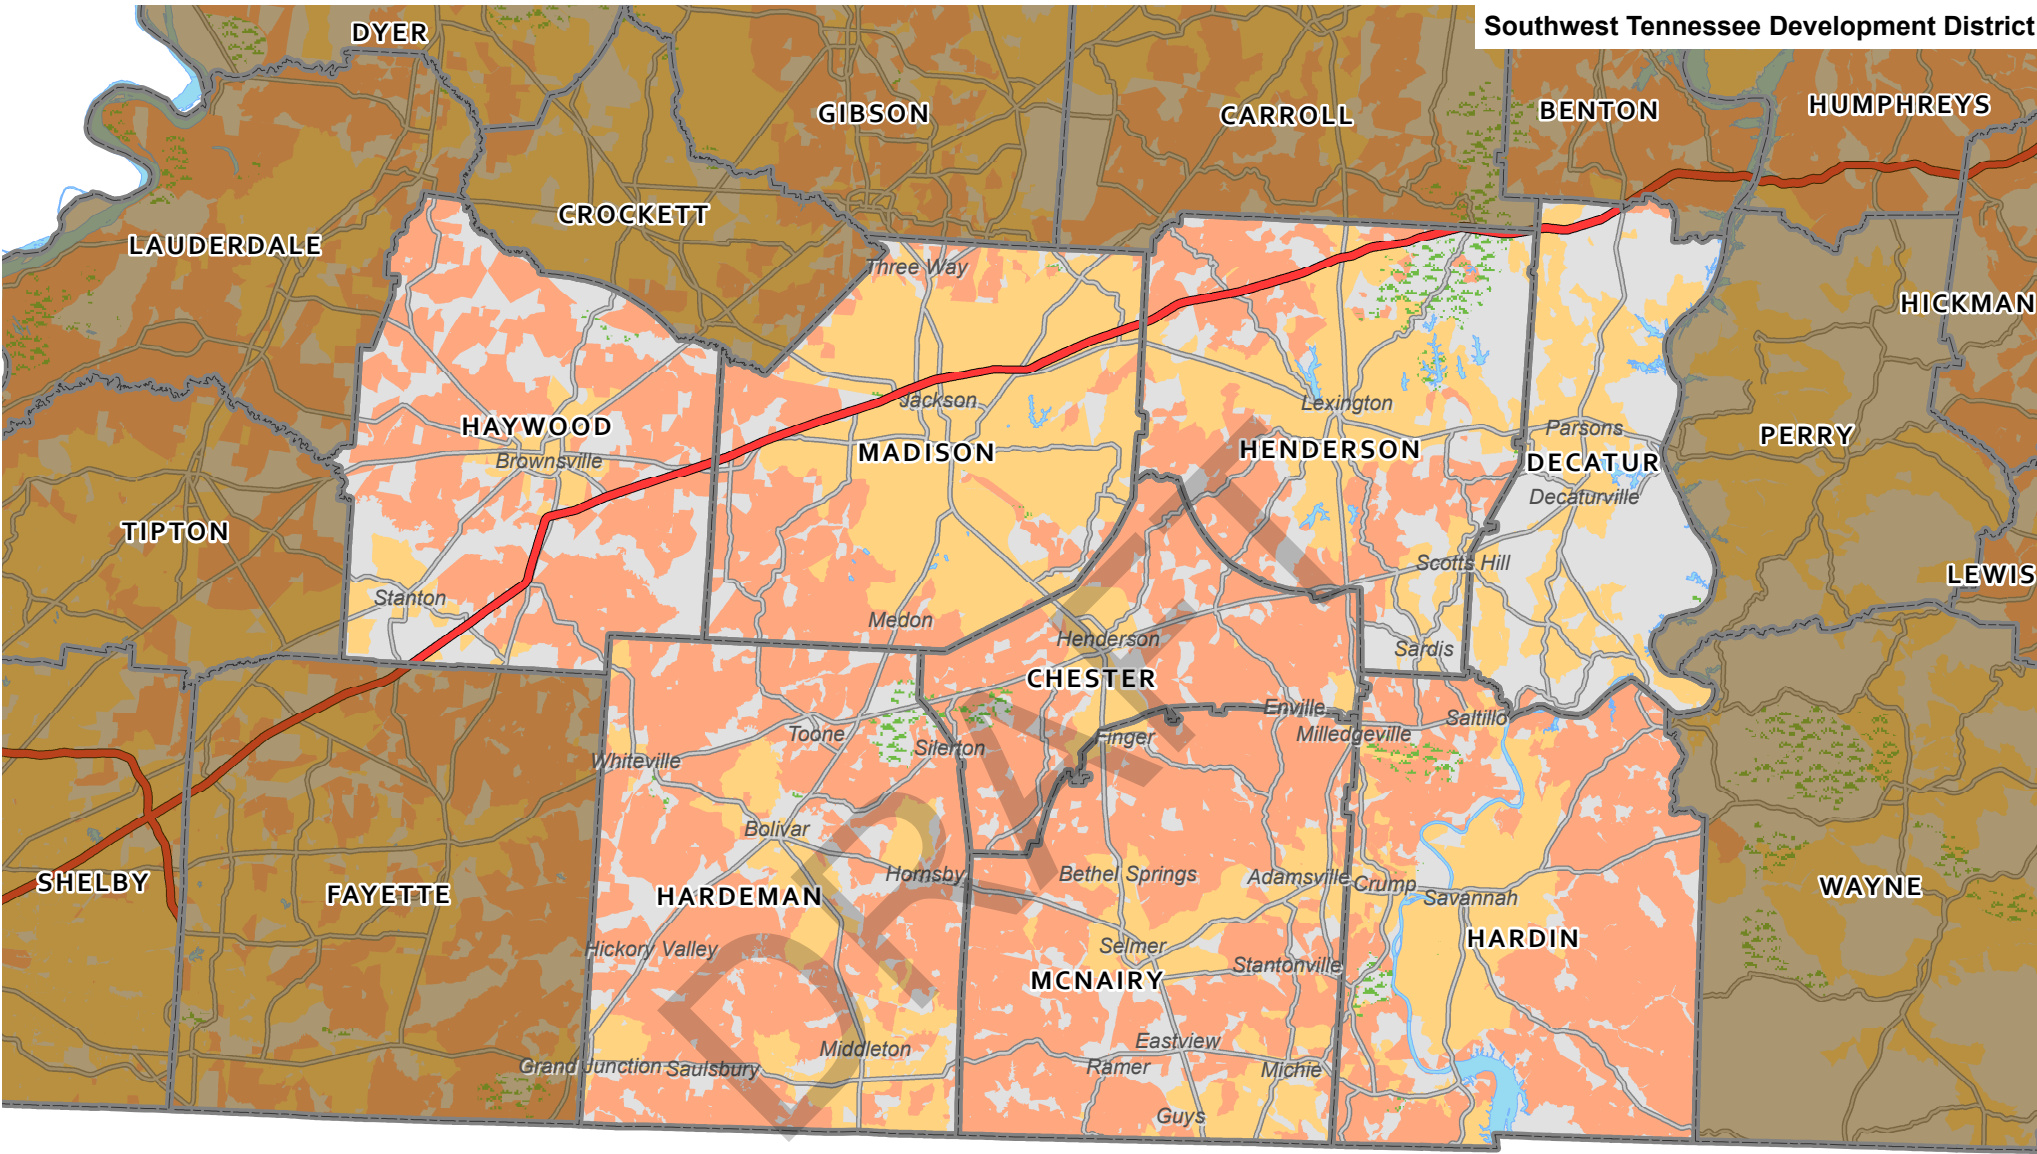 Southwest Tennessee Development District
DYER
GIBSON
CARROLL
BENTON
HUMPHREYS
CROCKETT
LAUDERDALE
Three Way
HICKMAN
Jackson
Lexington
HAYWOOD
MADISON
HENDERSON
Parsons
PERRY
Brownsville
DECATUR
Decaturville
TIPTON
Scotts Hill
LEWIS
Stanton
Medon
Henderson
Sardis
CHESTER
Enville
Saltillo
Toone
Silerton
Finger
Milledgeville
Whiteville
Bolivar
Hornsby
Bethel Springs
Adamsville
Crump
Savannah
SHELBY
FAYETTE
HARDEMAN
WAYNE
Hickory Valley
Selmer
HARDIN
Stantonville
MCNAIRY
Middleton
Eastview
Grand Junction
Saulsbury
Ramer
Michie
Guys
DRAFT